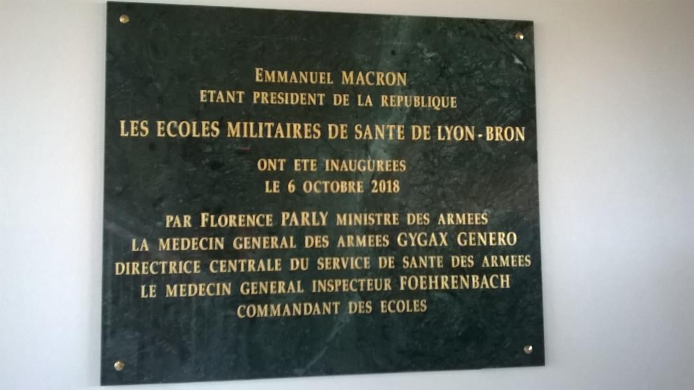 EMMANUEL MACRON
ETANT PRESIDENT DE LA REPUBLIQUE
LES ECOLES MILITAIRES DE SANTE DE LYON-BRON
ONT ETE INAUGUREES
LE 6 OCTOBRE 2018
PAR FLORENCE PARLY MINISTRE DES ARMEES
LA MEDECIN GENERAL DES ARMEES GYGAX GENERO
DIRECTRICE CENTRALE DU SERVICE DE SANTE DES ARMEES
LE MEDECIN GENERAL INSPECTEUR FOEHRENBACH
COMMANDANT DES ECOLES